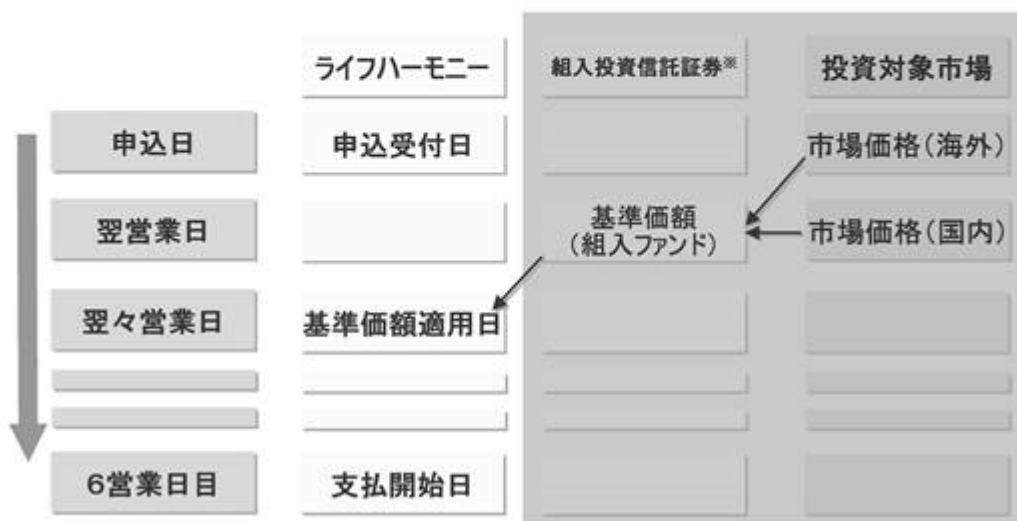 ライフハーモニー
組入投資信託証券※
投資対象市場
申込日
申込受付日
市場価格(海外)
翌営業日
基準価額
(組入ファンド)
市場価格(国内)
翌々営業日
基準価額適用日
6営業日目
支払開始日